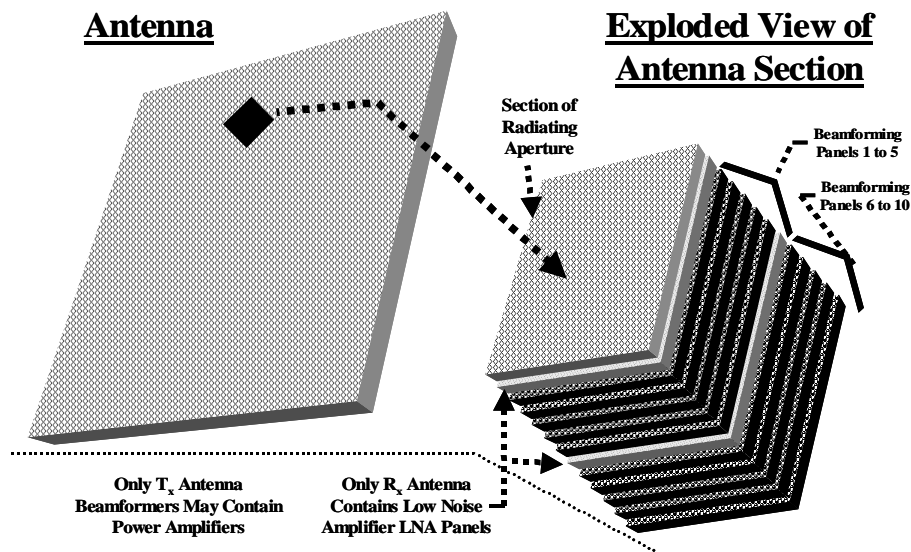 Antenna
Exploded View of
Antenna Section
Section of
Radiating
Aperture
Beamforming
Panels 1 to 5
Beamforming
Panels 6 to 10
Only Tx Antenna
Beamformers May Contain
Power Amplifiers
Only Rx Antenna
Contains Low Noise
Amplifier LNA Panels